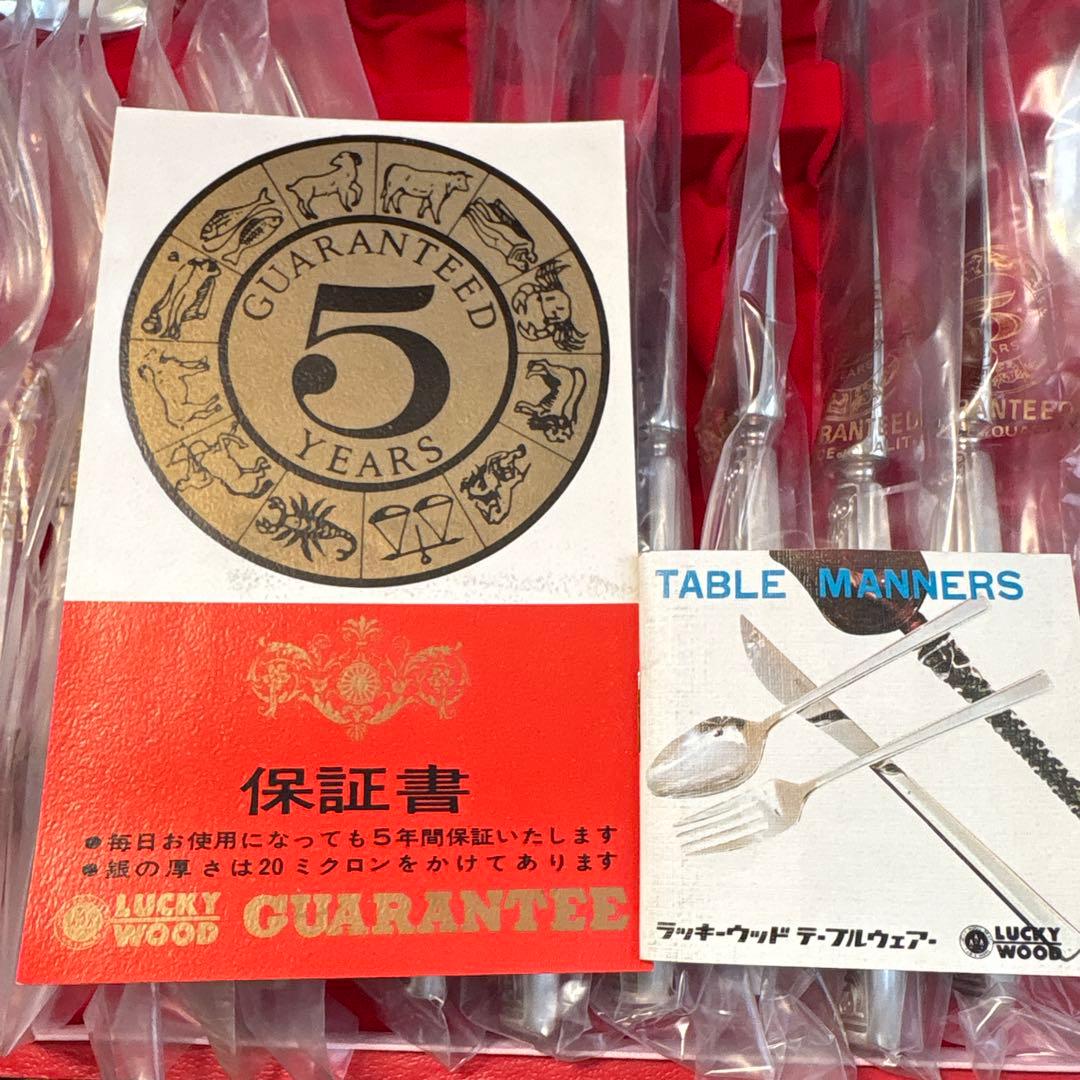 GUARANTEED
5
YEARS
保証書
●毎日お使用になっても5年間保証いたします
●銀の厚さは20ミクロンをかけてあります
LUCKY
WOOD
GUARANTEE
TABLE MANNERS
ラッキーウッド テーブルウェアー
LUCKY
WOOD